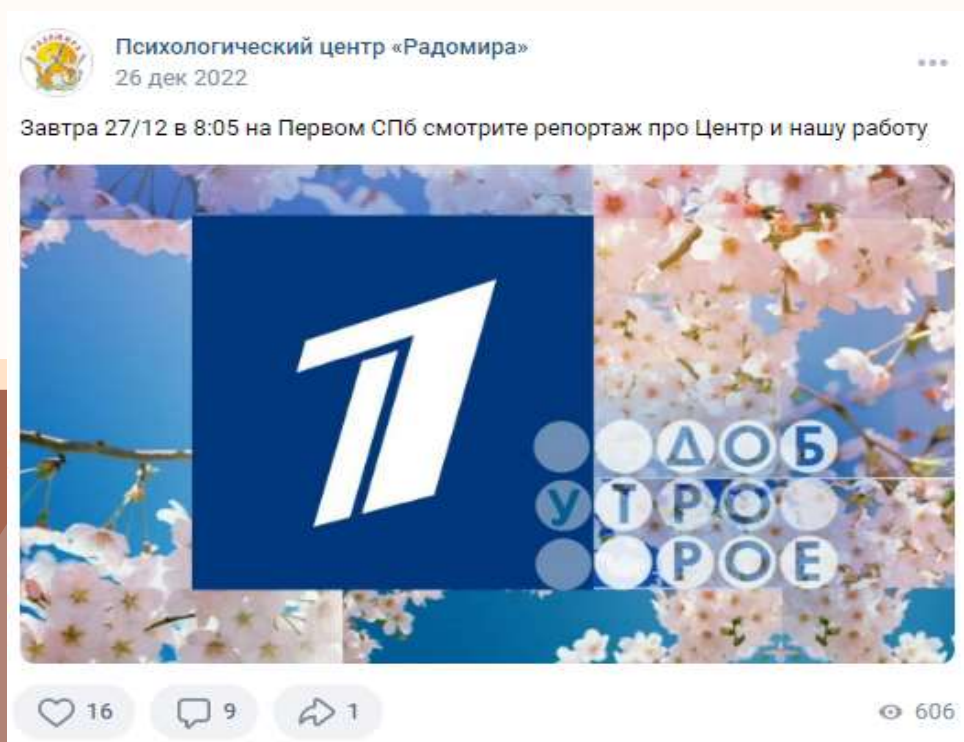 Психологический центр «Радомира»
26 дек 2022
Завтра 27/12 в 8:05 на Первом СПб смотрите репортаж про Центр и нашу работу
1
ДОБ
УТРО
РОЕ
16
9
1
606